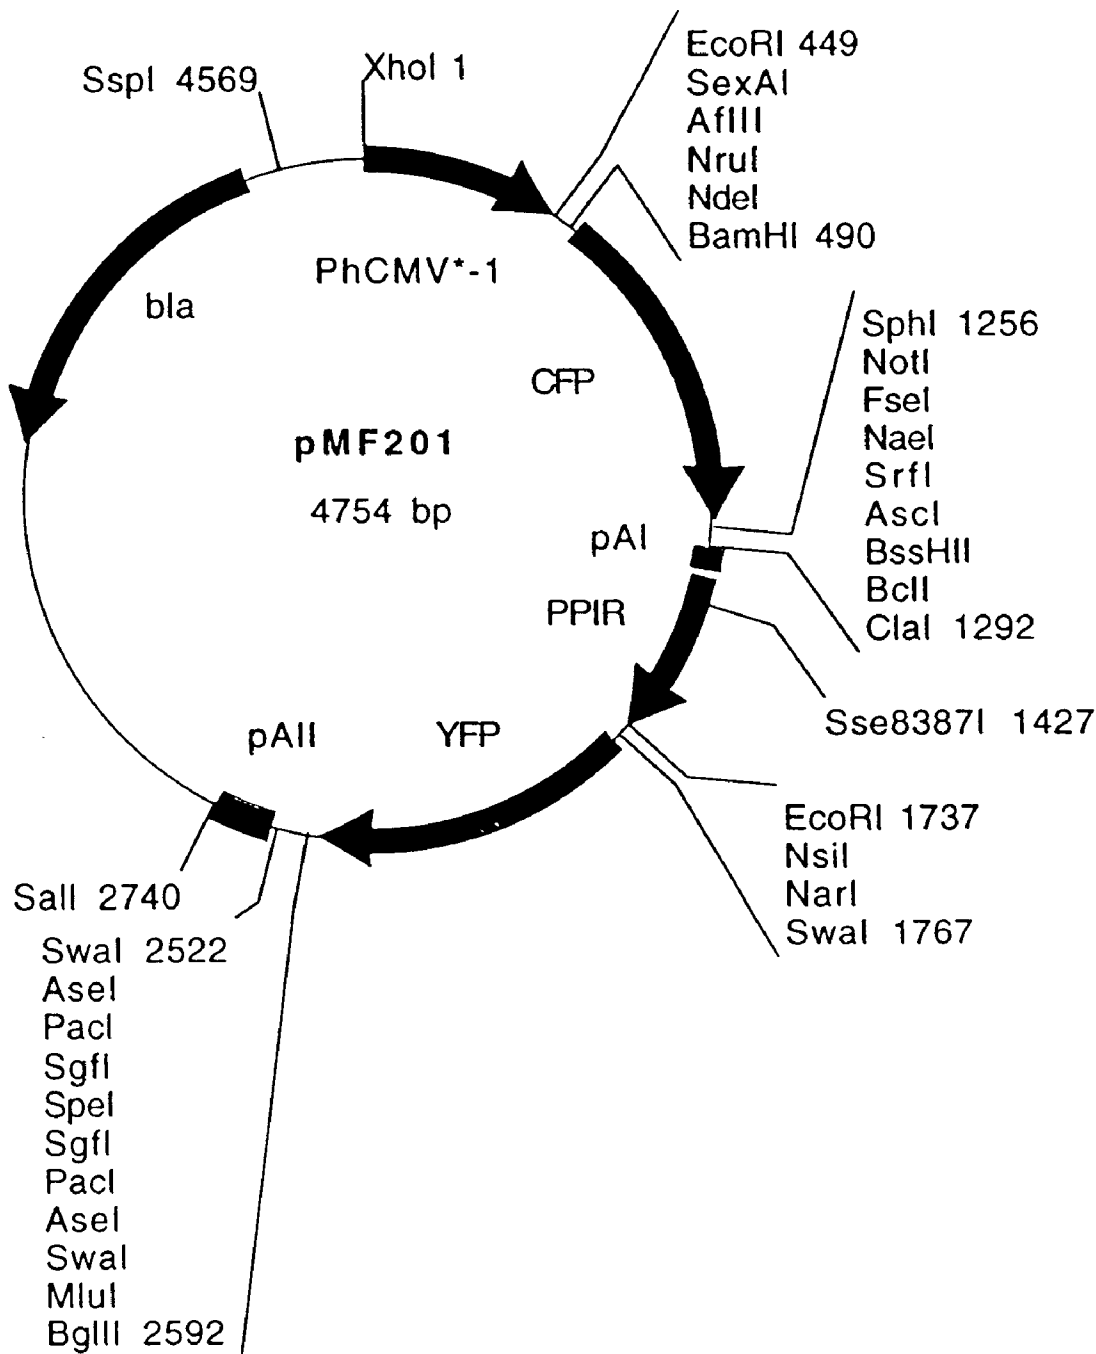 SspI 4569
XhoI 1
EcoRI 449
SexAI
AflII
NruI
NdeI
BamHI 490
PhCMV*-1
bla
CFP
pMF201
4754 bp
SphI 1256
NotI
FseI
NaeI
SrfI
AscI
BssHII
BclI
ClaI 1292
pAI
PPIR
Sse8387I 1427
YFP
pAII
EcoRI 1737
NsiI
NarI
SwaI 1767
SalI 2740
SwaI 2522
AseI
PacI
SgfI
SpeI
SgfI
PacI
AseI
SwaI
MluI
BglII 2592